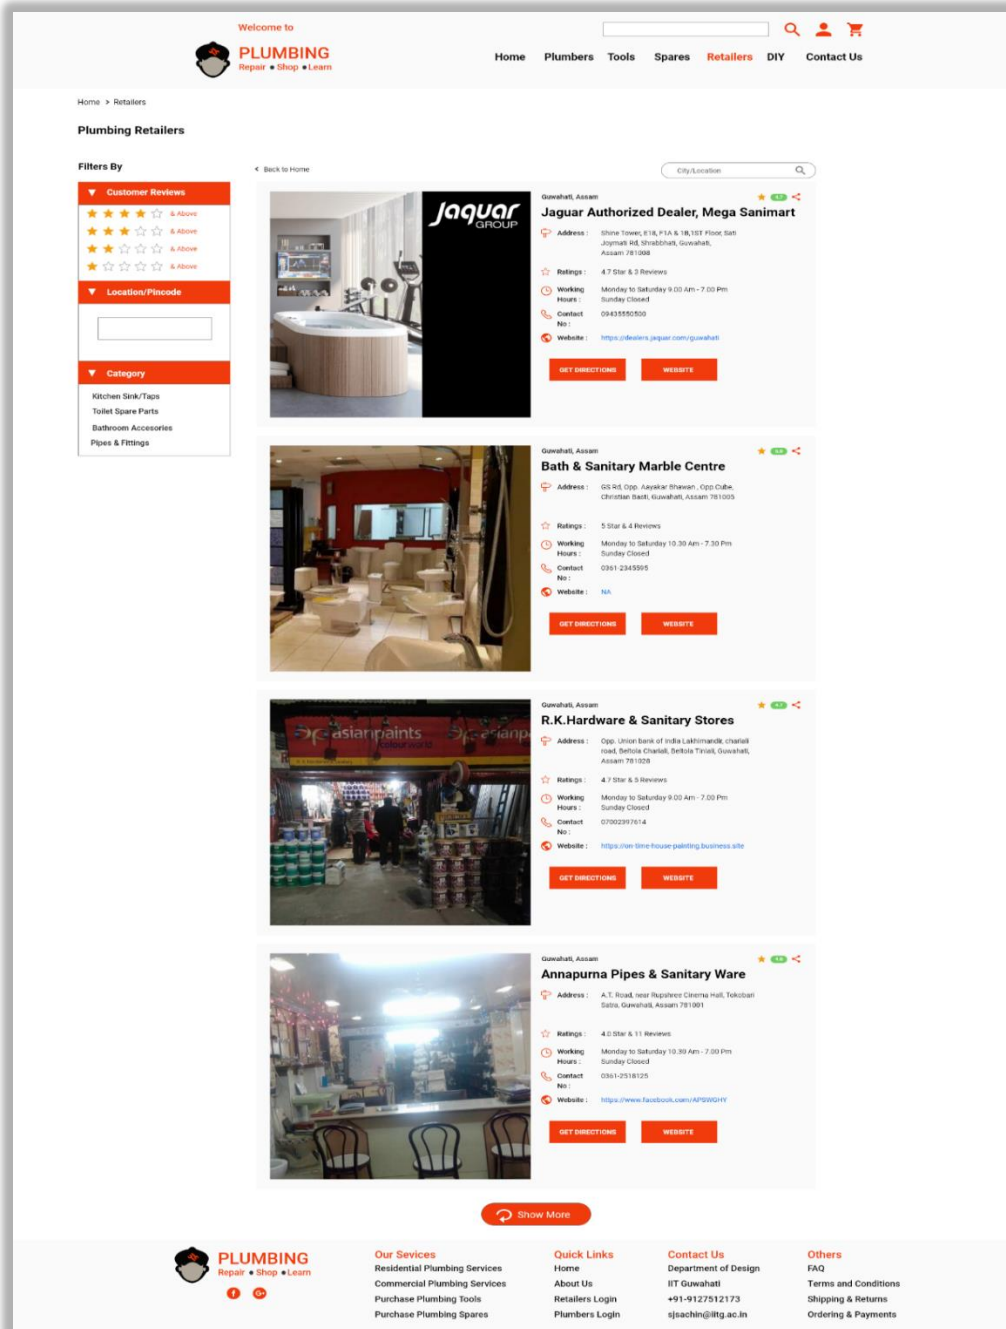 Welcome to
PLUMBING
Repair • Shop • Learn
Home Plumbers Tools Spares Retailers DIY Contact Us
Home > Retailers
Plumbing Retailers
Filters By
Customer Reviews
& Above
& Above
& Above
& Above
Location/Pincode
Category
Kitchen Sink/Taps
Toilet Spare Parts
Bathroom Accesories
Pipes & Fittings
< Back to Home
City/Location
Jaquar
GROUP
Guwahati, Assam
4.7
Jaguar Authorized Dealer, Mega Sanimart
Address : Shine Tower, E18, F1A & 1B,1ST Floor, Sati
Joymati Rd, Shrabbhati, Guwahati,
Assam 781008
Ratings : 4.7 Star & 3 Reviews
Working Monday to Saturday 9.00 Am - 7.00 Pm
Hours : Sunday Closed
Contact 09435550500
No :
Website : https://dealers.jaquar.com/guwahati
GET DIRECTIONS WEBSITE
Guwahati, Assam
Bath & Sanitary Marble Centre
Address : GS Rd, Opp. Aayakar Bhawan , Opp.Cube,
Christian Basti, Guwahati, Assam 781005
Ratings : 5 Star & 4 Reviews
Working Monday to Saturday 10.30 Am - 7.30 Pm
Hours : Sunday Closed
Contact 0361-2345595
No :
Website : NA
GET DIRECTIONS WEBSITE
asianpaints
colourworld
asianp
Guwahati, Assam
4.7
R.K.Hardware & Sanitary Stores
Address : Opp. Union bank of India Lakhimandir, chariali
road, Beltola Chariali, Beltola Tiniali, Guwahati,
Assam 781028
Ratings : 4.7 Star & 5 Reviews
Working Monday to Saturday 9.00 Am - 7.00 Pm
Hours : Sunday Closed
Contact 07002397614
No :
Website : https://on-time-house-painting.business.site
GET DIRECTIONS WEBSITE
Guwahati, Assam
Annapurna Pipes & Sanitary Ware
Address : A.T. Road, near Rupshree Cinema Hall, Tokobari
Satra, Guwahati, Assam 781001
Ratings : 4.0 Star & 11 Reviews
Working Monday to Saturday 10.30 Am - 7.00 Pm
Hours : Sunday Closed
Contact 0361-2518125
No :
Website : https://www.facebook.com/APSWGHY
GET DIRECTIONS WEBSITE
Show More
PLUMBING
Repair • Shop • Learn
Our Sevices
Residential Plumbing Services
Commercial Plumbing Services
Purchase Plumbing Tools
Purchase Plumbing Spares
Quick Links
Home
About Us
Retailers Login
Plumbers Login
Contact Us
Department of Design
IIT Guwahati
+91-9127512173
sjsachin@iitg.ac.in
Others
FAQ
Terms and Conditions
Shipping & Returns
Ordering & Payments